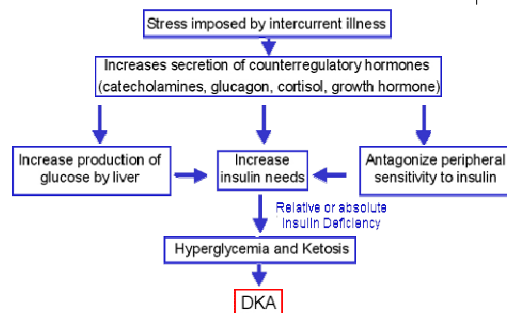 Stress imposed by intercurrent illness
Increases secretion of counterregulatory hormones
(catecholamines, glucagon, cortisol, growth hormone)
Increase production of
glucose by liver
Increase
insulin needs
Antagonize peripheral
sensitivity to insulin
Relative or absolute
Insulin Deficiency
Hyperglycemia and Ketosis
DKA